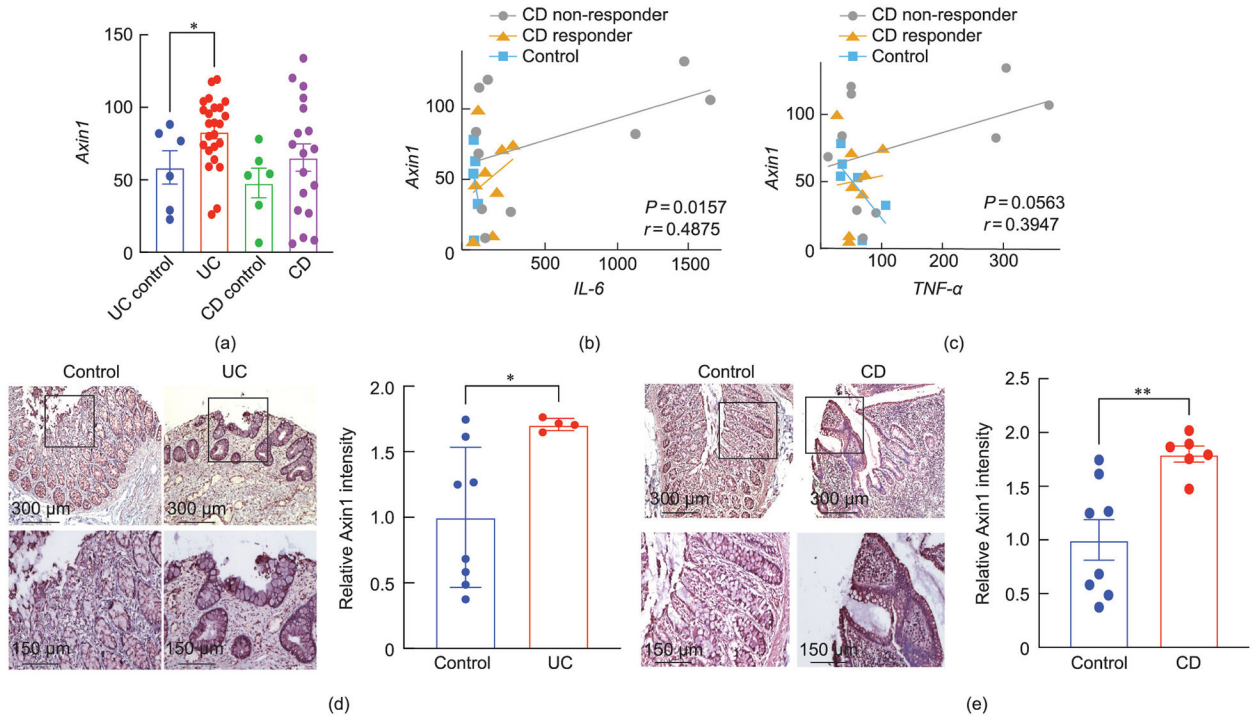 *
150
100
50
0
Axin1
UC control
UC
CD control
CD
(a)
CD non-responder
CD responder
Control
100
50
0
Axin1
P = 0.0157
r = 0.4875
500
1000
1500
IL-6
(b)
CD non-responder
CD responder
Control
100
50
0
Axin1
P = 0.0563
r = 0.3947
100
200
300
TNF-α
(c)
Control
UC
300 μm
300 μm
150 μm
150 μm
*
2.0
1.5
1.0
0.5
0
Relative Axin1 intensity
Control
UC
(d)
Control
CD
300 μm
300 μm
150 μm
150 μm
**
2.5
2.0
1.5
1.0
0.5
0
Relative Axin1 intensity
Control
CD
(e)